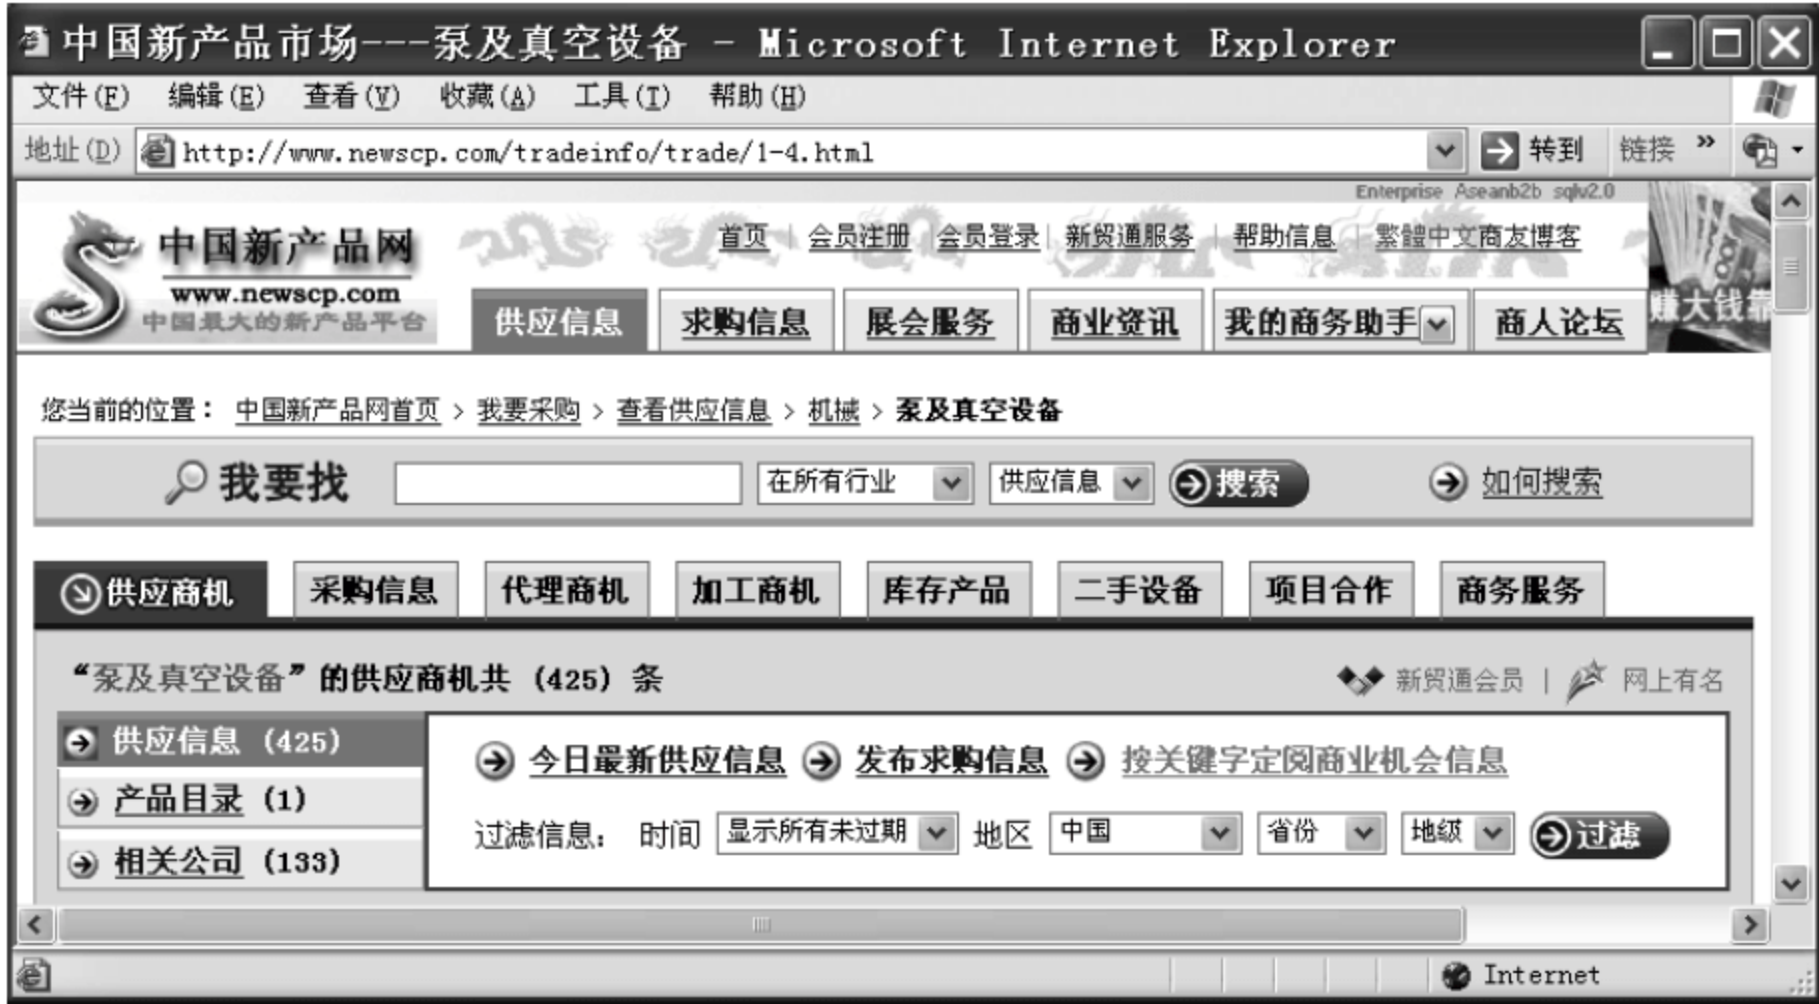 中国新产品市场---泵及真空设备 - Microsoft Internet Explorer
文件(F) 编辑(E) 查看(V) 收藏(A) 工具(T) 帮助(H)
地址(D) http://www.newscp.com/tradeinfo/trade/1-4.html 转到 链接 »
Enterprise Aseanb2b sqlv2.0
中国新产品网 首页 | 会员注册 | 会员登录 | 新贸通服务 | 帮助信息 | 繁體中文 商友博客
www.newscp.com
中国最大的新产品平台 供应信息 求购信息 展会服务 商业资讯 我的商务助手 商人论坛 赚大钱靠
您当前的位置： 中国新产品网首页 > 我要采购 > 查看供应信息 > 机械 > 泵及真空设备
我要找 在所有行业 供应信息 搜索 如何搜索
供应商机 采购信息 代理商机 加工商机 库存产品 二手设备 项目合作 商务服务
“泵及真空设备”的供应商机共 (425) 条 新贸通会员 | 网上有名
供应信息 (425)
产品目录 (1)
相关公司 (133)
今日最新供应信息 发布求购信息 按关键字定阅商业机会信息
过滤信息： 时间 显示所有未过期 地区 中国 省份 地级 过滤
Internet